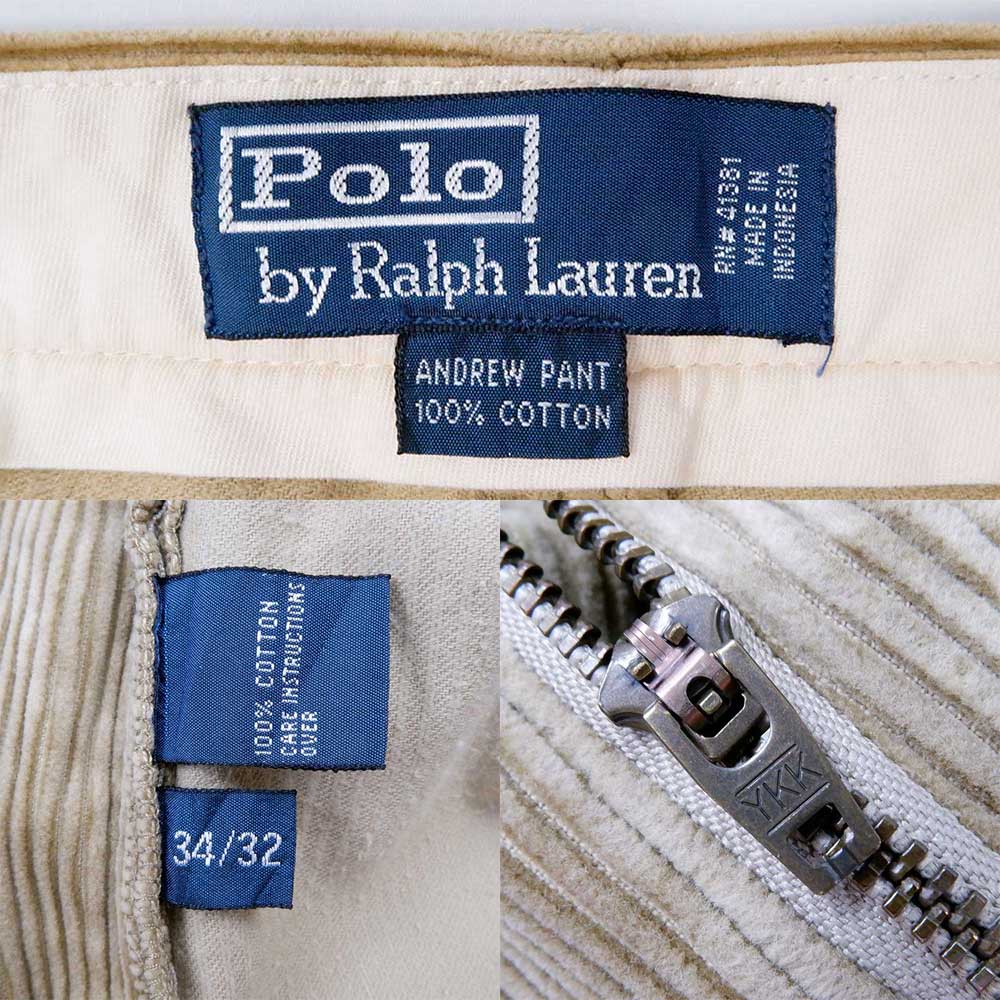 Polo
by Ralph Lauren
RN# 41381
MADE IN
INDONESIA
ANDREW PANT
100% COTTON
100% COTTON
CARE INSTRUCTIONS
OVER
34/32
YKK